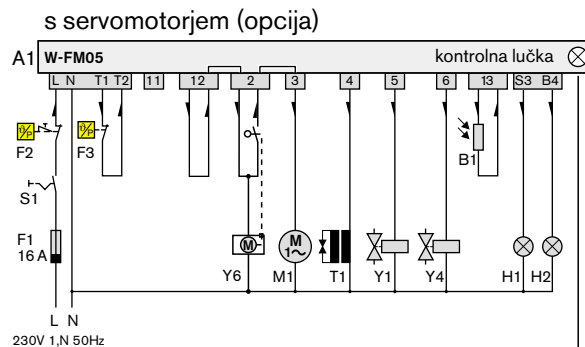 s servomotorjem (opcija)
A1 W-FM05 kontrolna lučka
L N T1 T2 11 12 2 3 4 5 6 13 S3 B4
ϑ/P ϑ/P
F2 F3 B1
S1
F1
16 A
M M
1~
Y6 M1 T1 Y1 Y4 H1 H2
L N
230V 1,N 50Hz